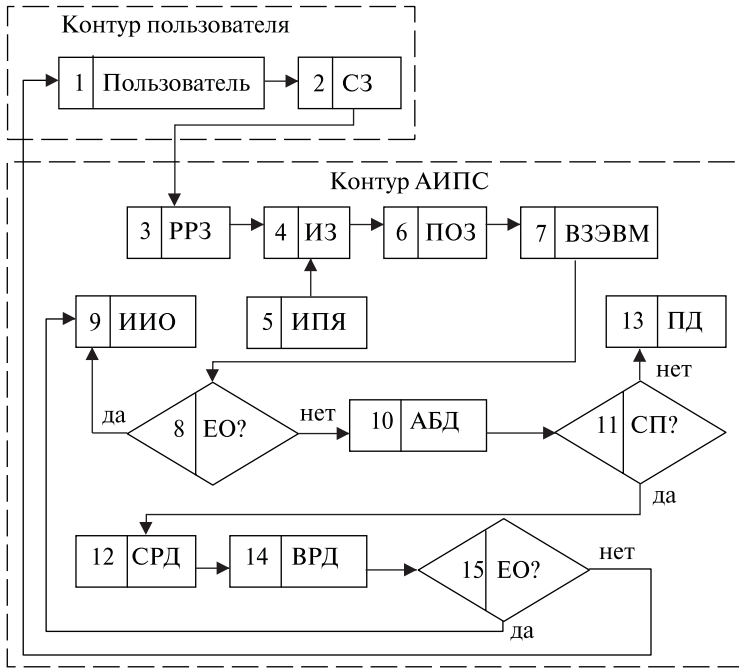 Контур пользователя
1 Пользователь
2 СЗ
Контур АИПС
3 РРЗ
4 ИЗ
6 ПОЗ
7 ВЗЭВМ
9 ИИО
5 ИПЯ
13 ПД
да
8 ЕО?
нет
10 АБД
11 СП?
нет
да
12 СРД
14 ВРД
15 ЕО?
нет
да